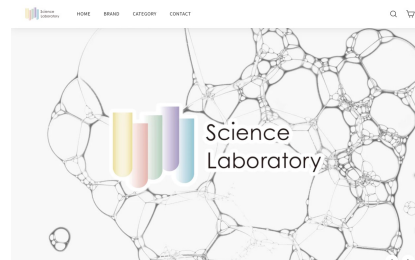 Science
Laboratory
HOME BRAND CATEGORY CONTACT
Science
Laboratory